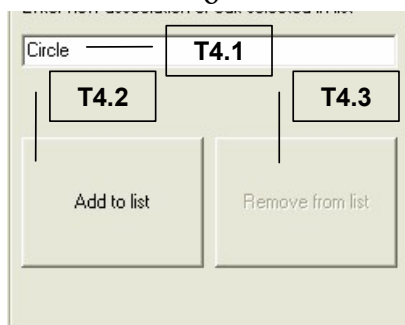 Circle
T4.1
T4.2
T4.3
Add to list
Remove from list